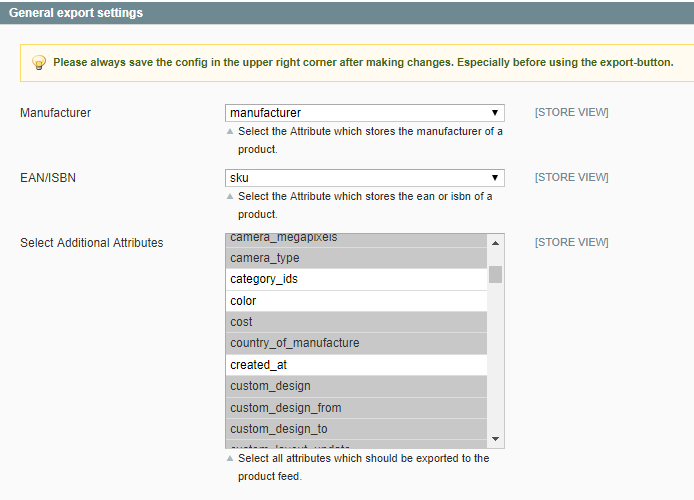 General export settings
Please always save the config in the upper right corner after making changes. Especially before using the export-button.
Manufacturer
manufacturer
[STORE VIEW]
Select the Attribute which stores the manufacturer of a
product.
EAN/ISBN
sku
[STORE VIEW]
Select the Attribute which stores the ean or isbn of a
product.
Select Additional Attributes
[STORE VIEW]
camera_megapixels
camera_type
category_ids
color
cost
country_of_manufacture
created_at
custom_design
custom_design_from
custom_design_to
custom_layout_update
Select all attributes which should be exported to the
product feed.